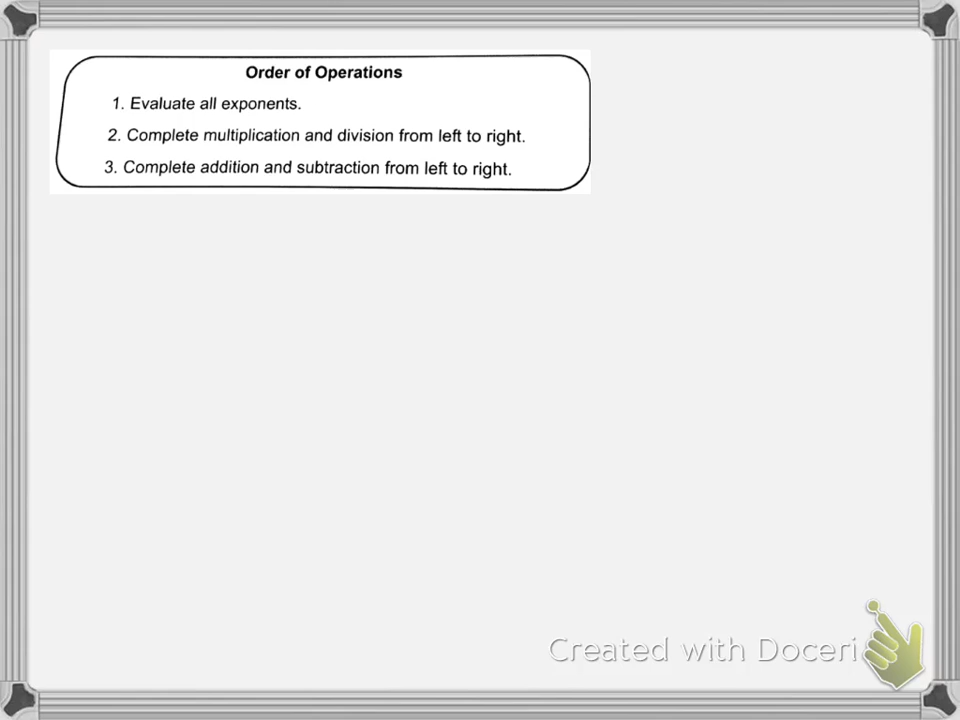 Order of Operations
1. Evaluate all exponents.
2. Complete multiplication and division from left to right.
3. Complete addition and subtraction from left to right.
Created with Doceri